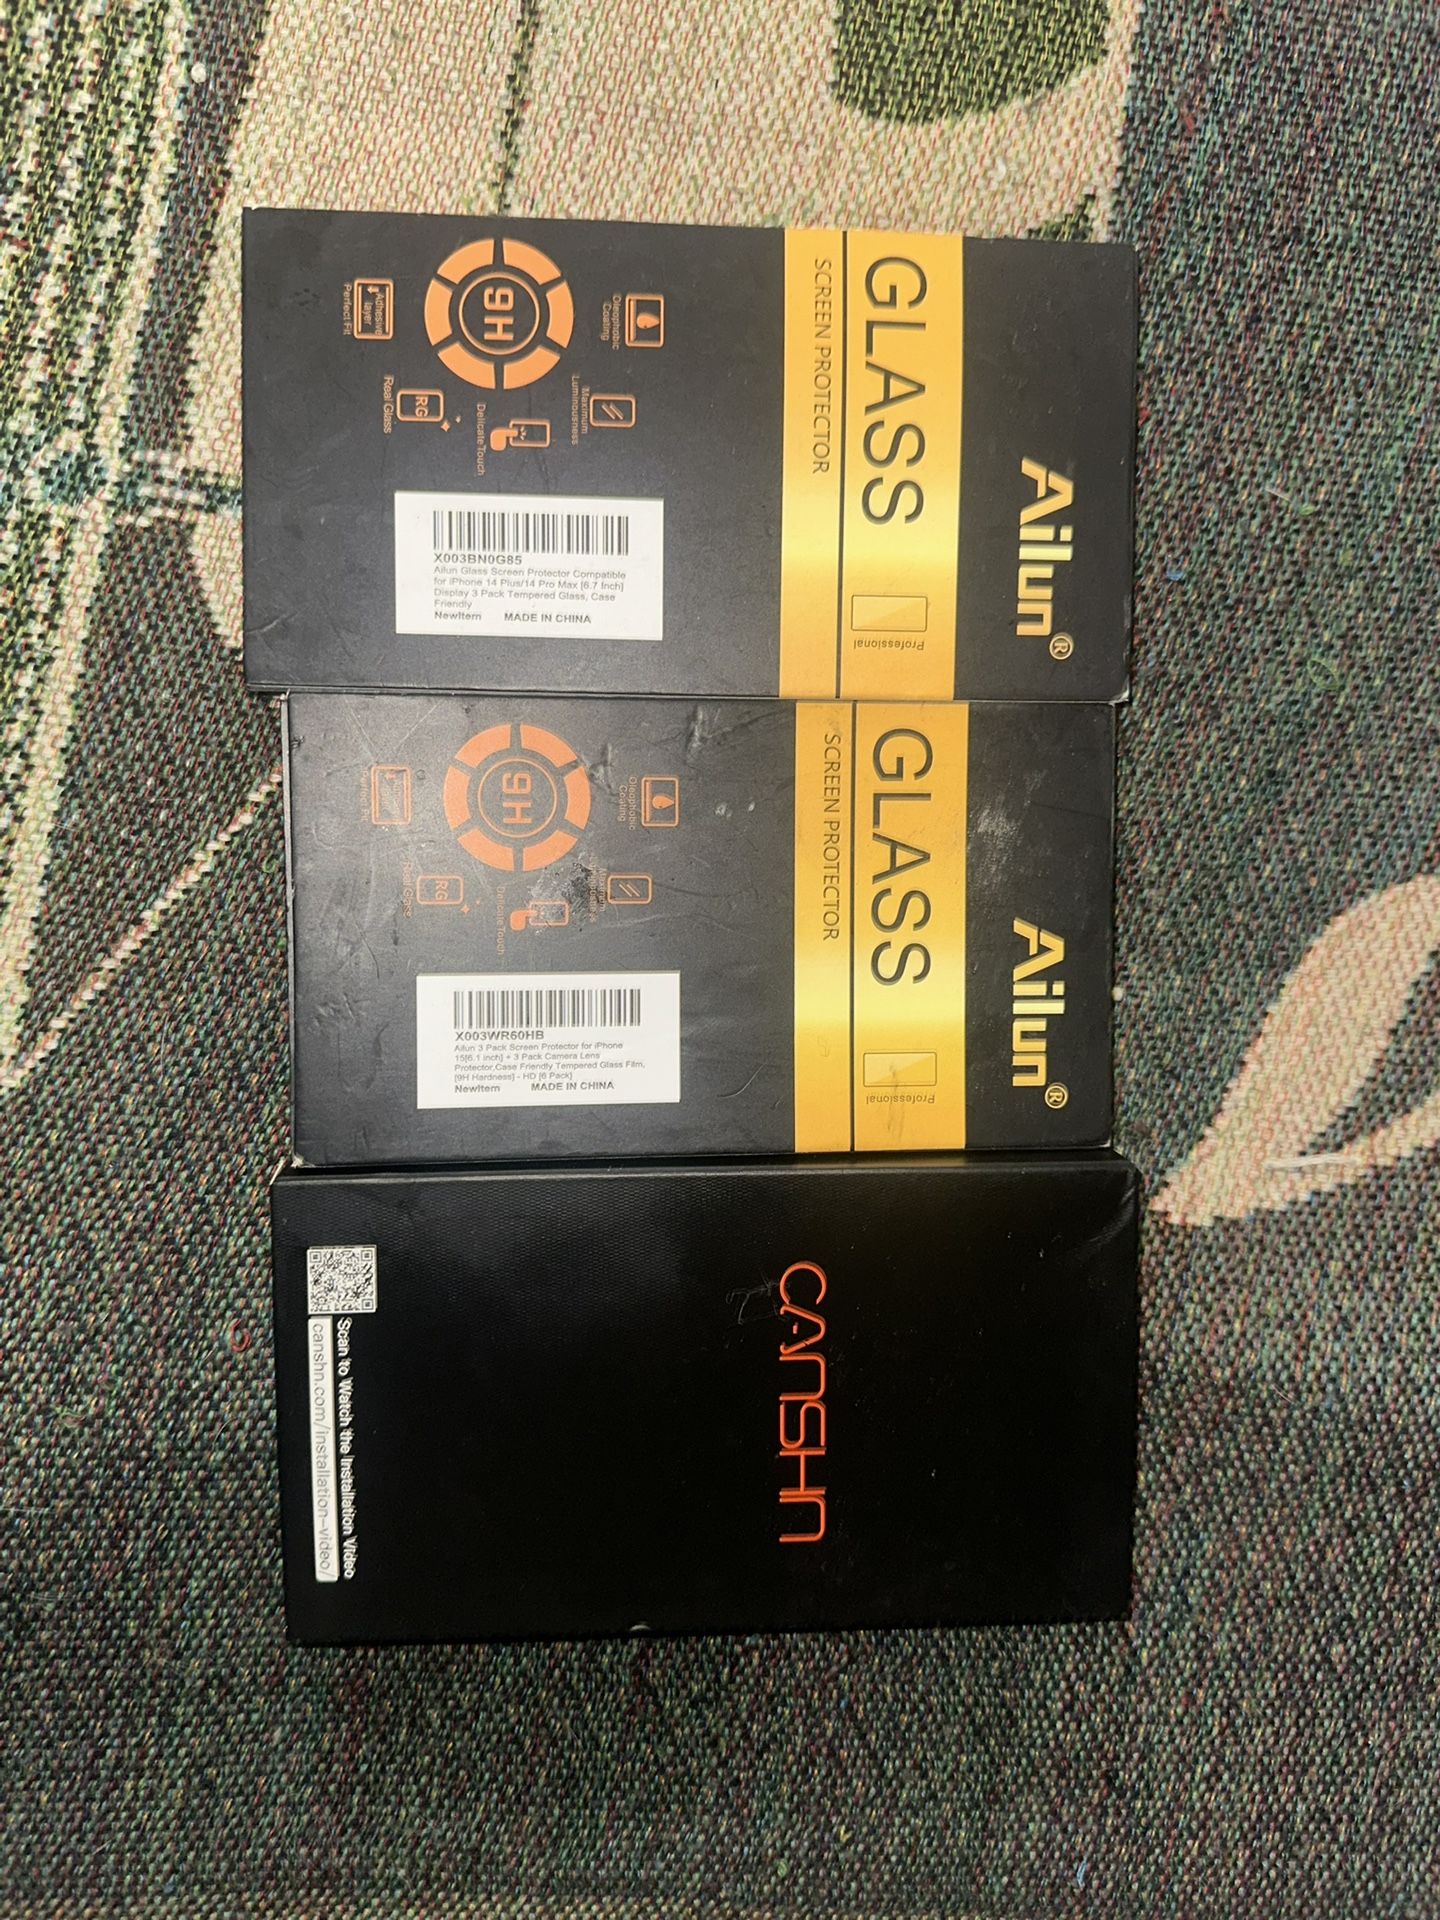 Ailun®
GLASS
SCREEN PROTECTOR
Professional
9H
Oleophobic
Coating
Maximum
Luminousness
Delicate Touch
RG
Real Glass
Adhesive
layer
Perfect Fit
X003BN0G85
Ailun Glass Screen Protector Compatible
for iPhone 14 Plus/14 Pro Max [6.7 Inch]
Display 3 Pack Tempered Glass, Case
Friendly
NewItem MADE IN CHINA
Ailun®
GLASS
SCREEN PROTECTOR
Professional
9H
Oleophobic
Coating
Delicate Touch
RG
Real Glass
Perfect Fit
X003WR60HB
Ailun 3 Pack Screen Protector for iPhone
15[6.1 inch] + 3 Pack Camera Lens
Protector,Case Friendly Tempered Glass Film,
[9H Hardness] - HD [6 Pack]
NewItem MADE IN CHINA
CANSHN
Scan to Watch the Installation Video
canshn.com/installation-video/